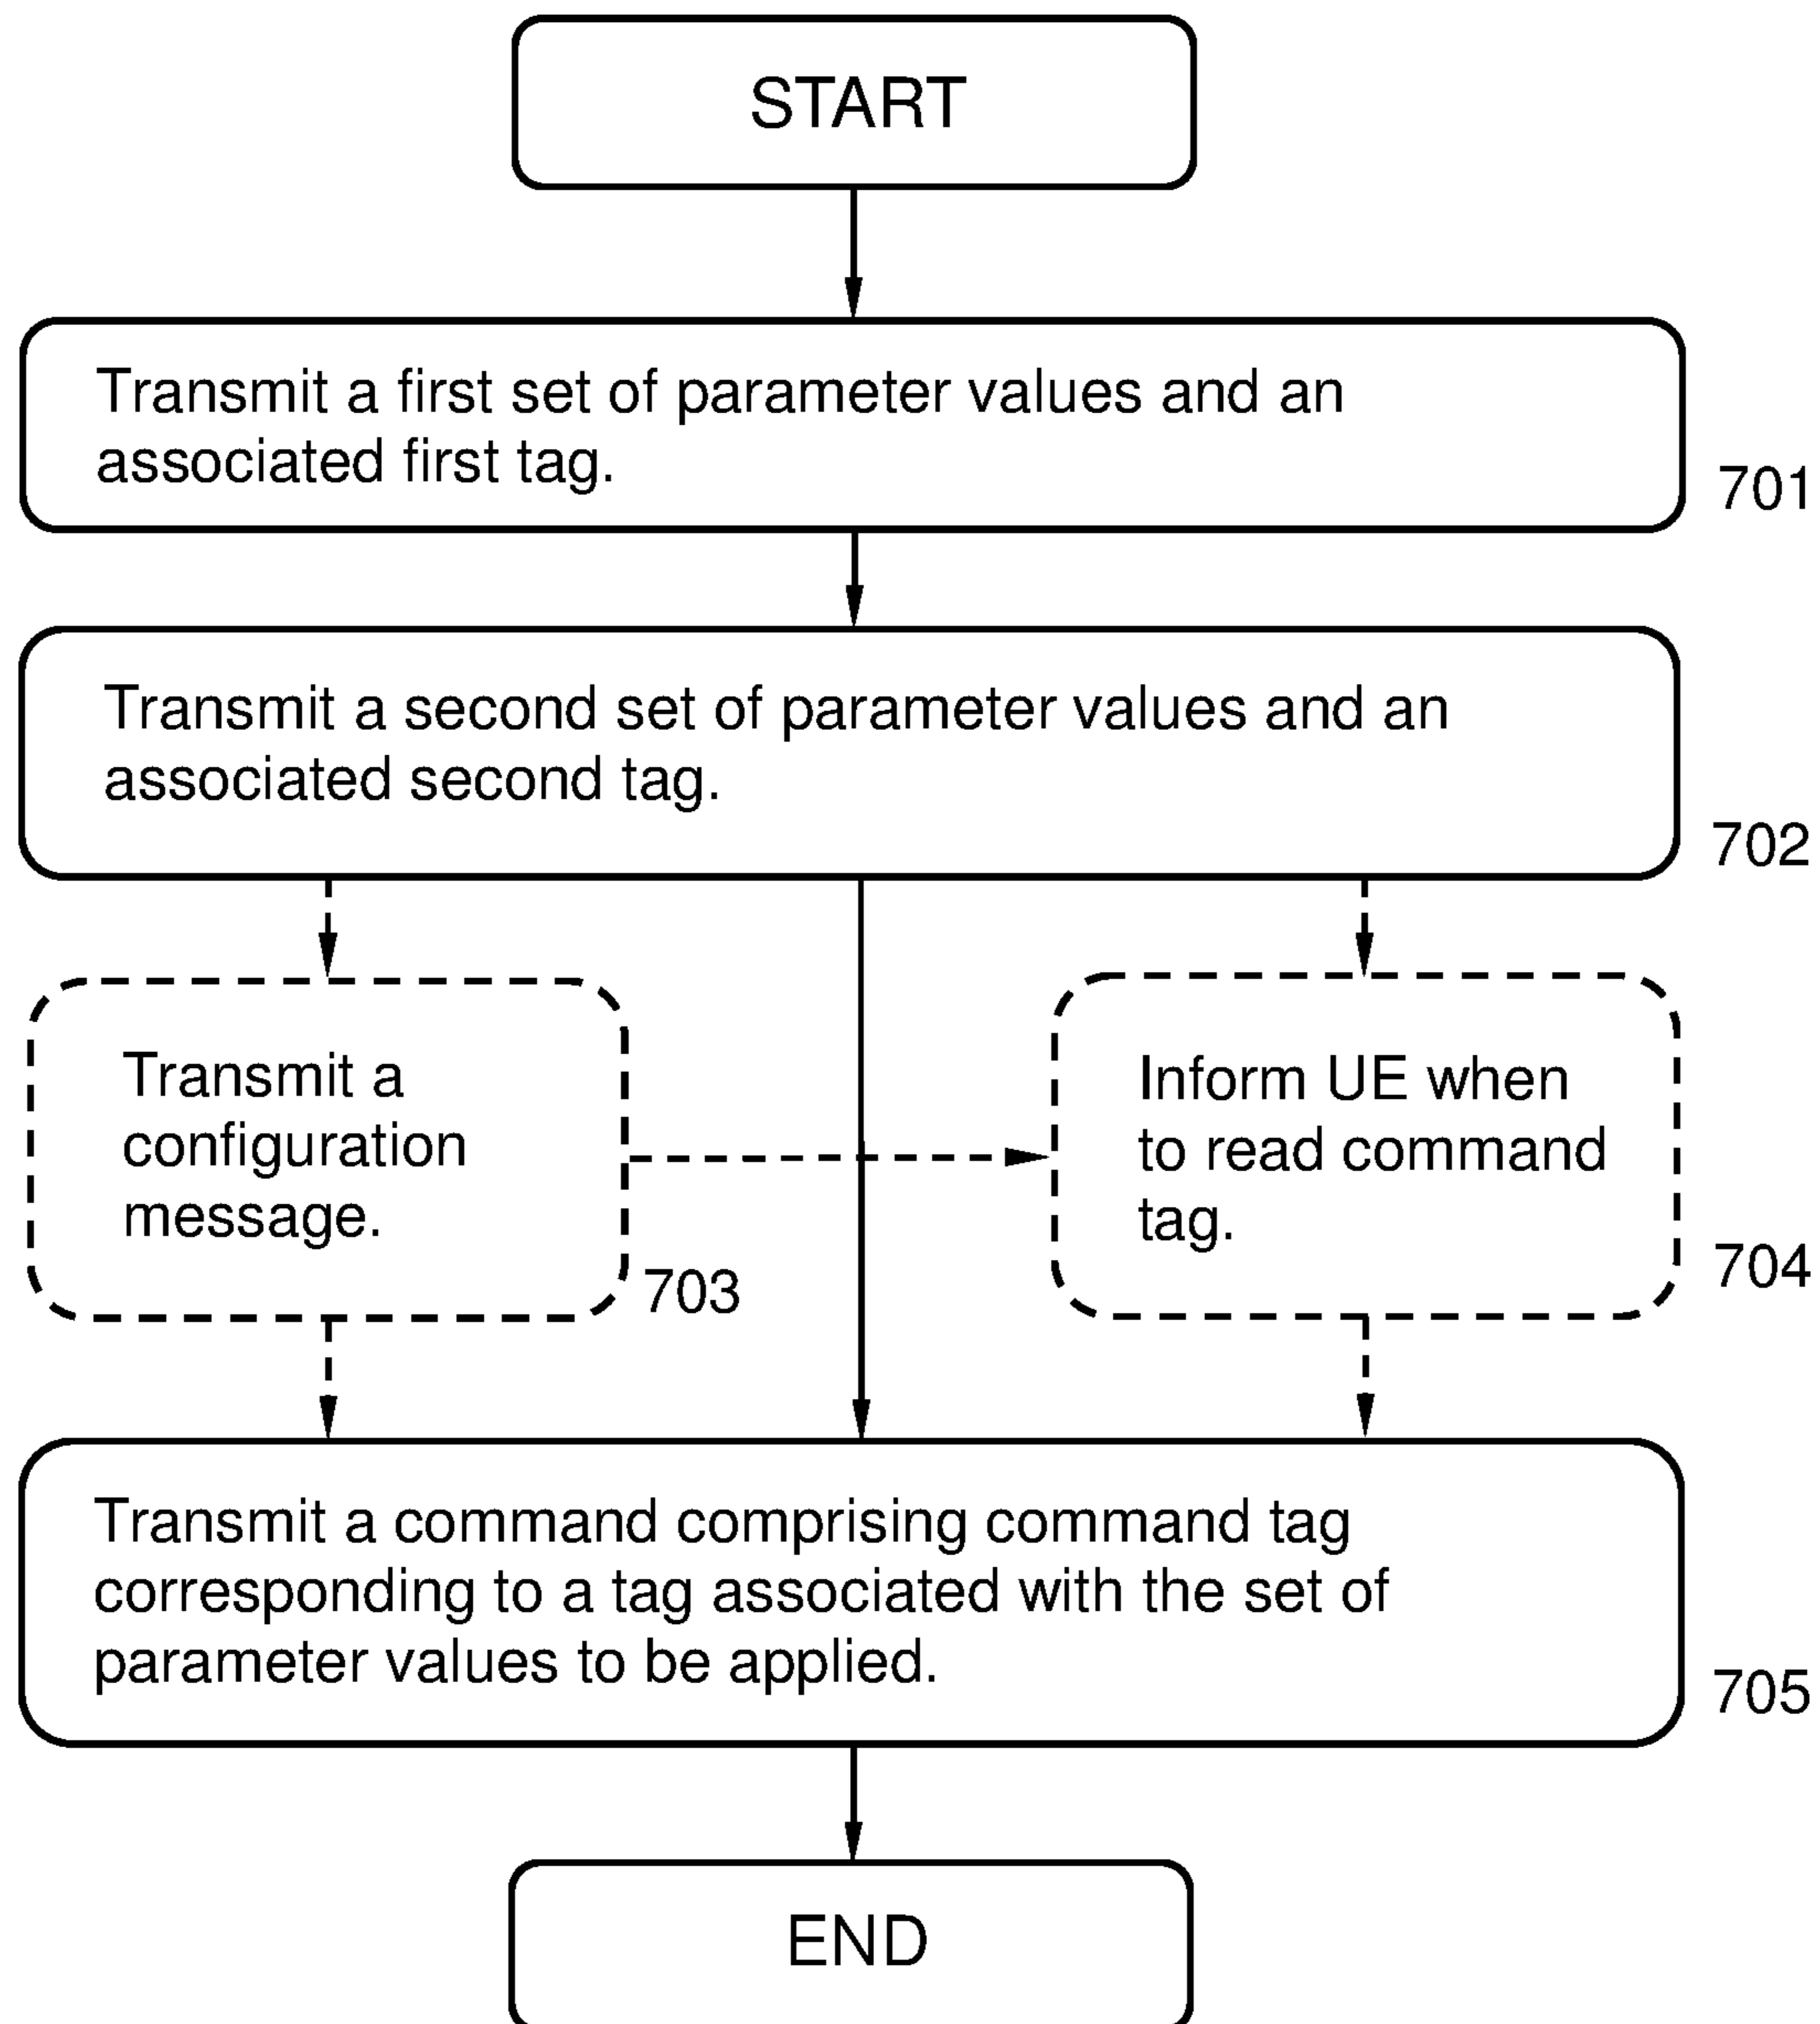 START
Transmit a first set of parameter values and an
associated first tag.
701
Transmit a second set of parameter values and an
associated second tag.
702
Transmit a
configuration
message.
703
Inform UE when
to read command
tag.
704
Transmit a command comprising command tag
corresponding to a tag associated with the set of
parameter values to be applied.
705
END